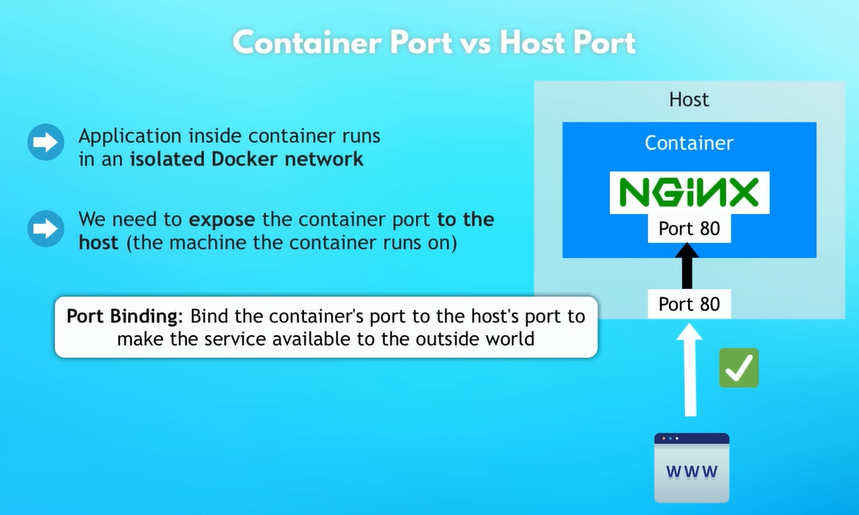 Container Port vs Host Port
Application inside container runs
in an isolated Docker network
We need to expose the container port to the
host (the machine the container runs on)
Port Binding: Bind the container's port to the host's port to
make the service available to the outside world
Host
Container
NGiNX
Port 80
Port 80
WWW